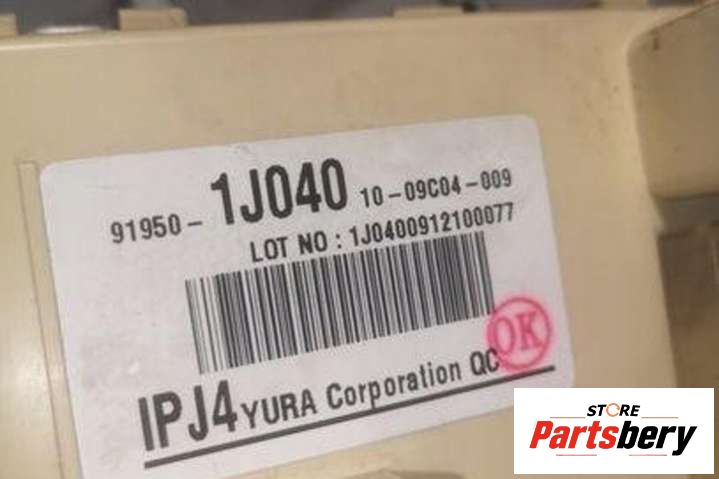 91950- 1J040 10-09C04-009
LOT NO : 1J0400912100077
OK
IPJ4 YURA Corporation QC
STORE
Partsbery